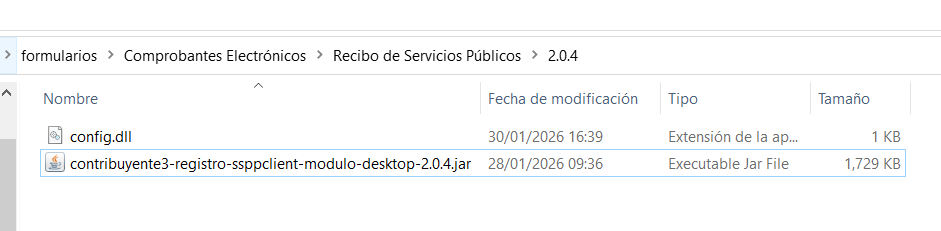 formularios > Comprobantes Electrónicos > Recibo de Servicios Públicos > 2.0.4
Nombre Fecha de modificación Tipo Tamaño
config.dll 30/01/2026 16:39 Extensión de la ap... 1 KB
contribuyente3-registro-ssppclient-modulo-desktop-2.0.4.jar 28/01/2026 09:36 Executable Jar File 1,729 KB